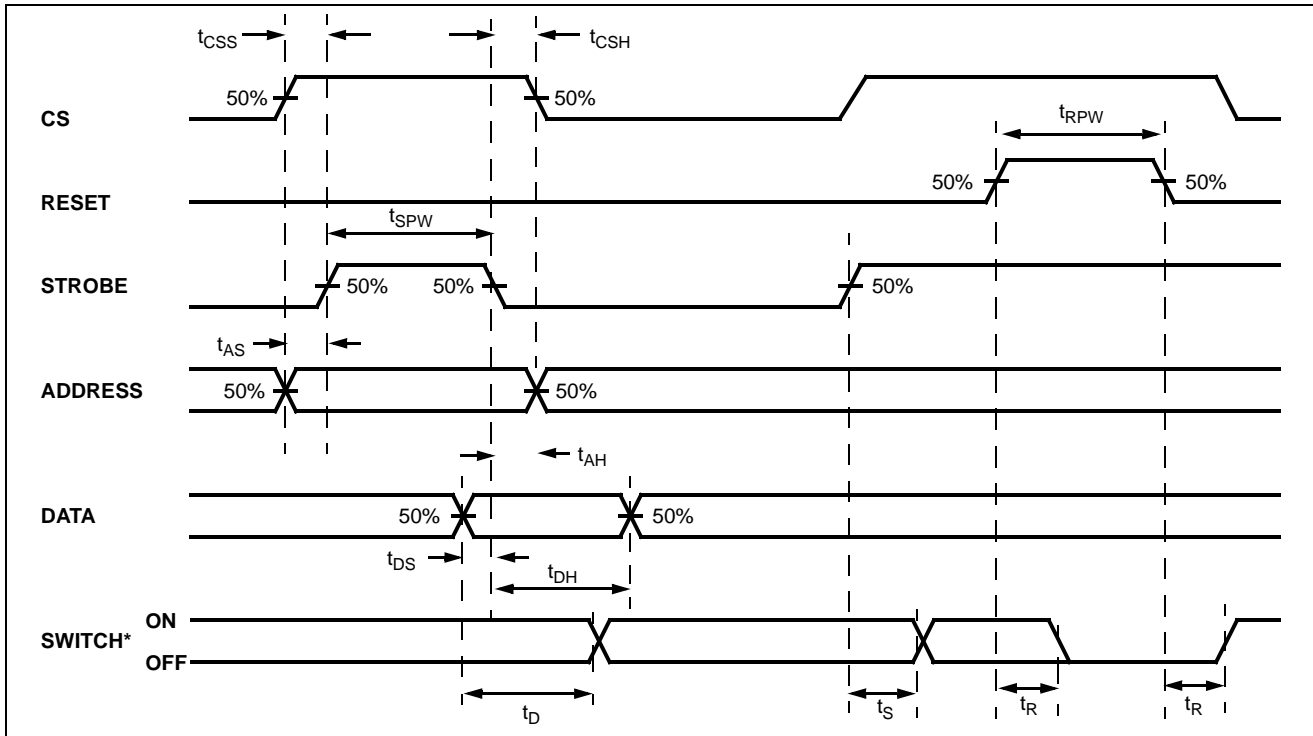 tCSS tCSH
50% 50%
CS
tRPW
50% 50%
RESET
tSPW
STROBE 50% 50% 50%
tAS
ADDRESS 50% 50%
tAH
DATA 50% 50%
tDS tDH
ON
SWITCH*
OFF
tD tS tR tR